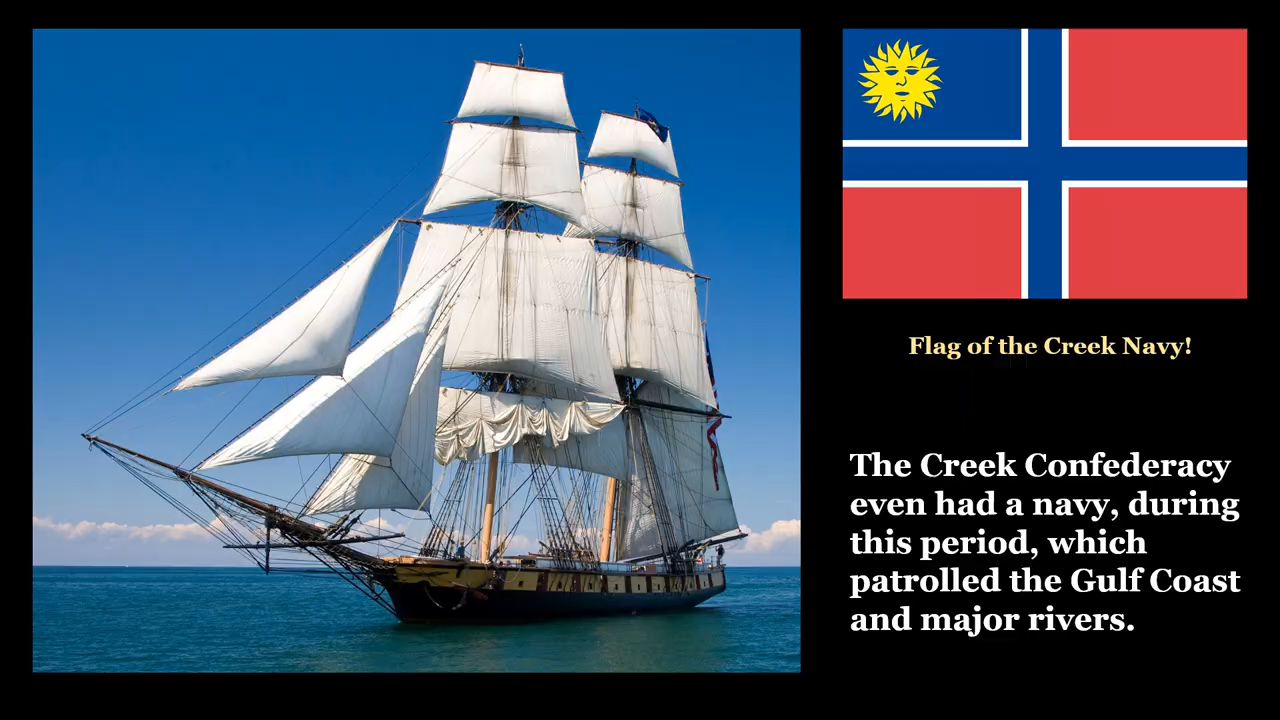 Flag of the Creek Navy!
The Creek Confederacy
even had a navy, during
this period, which
patrolled the Gulf Coast
and major rivers.